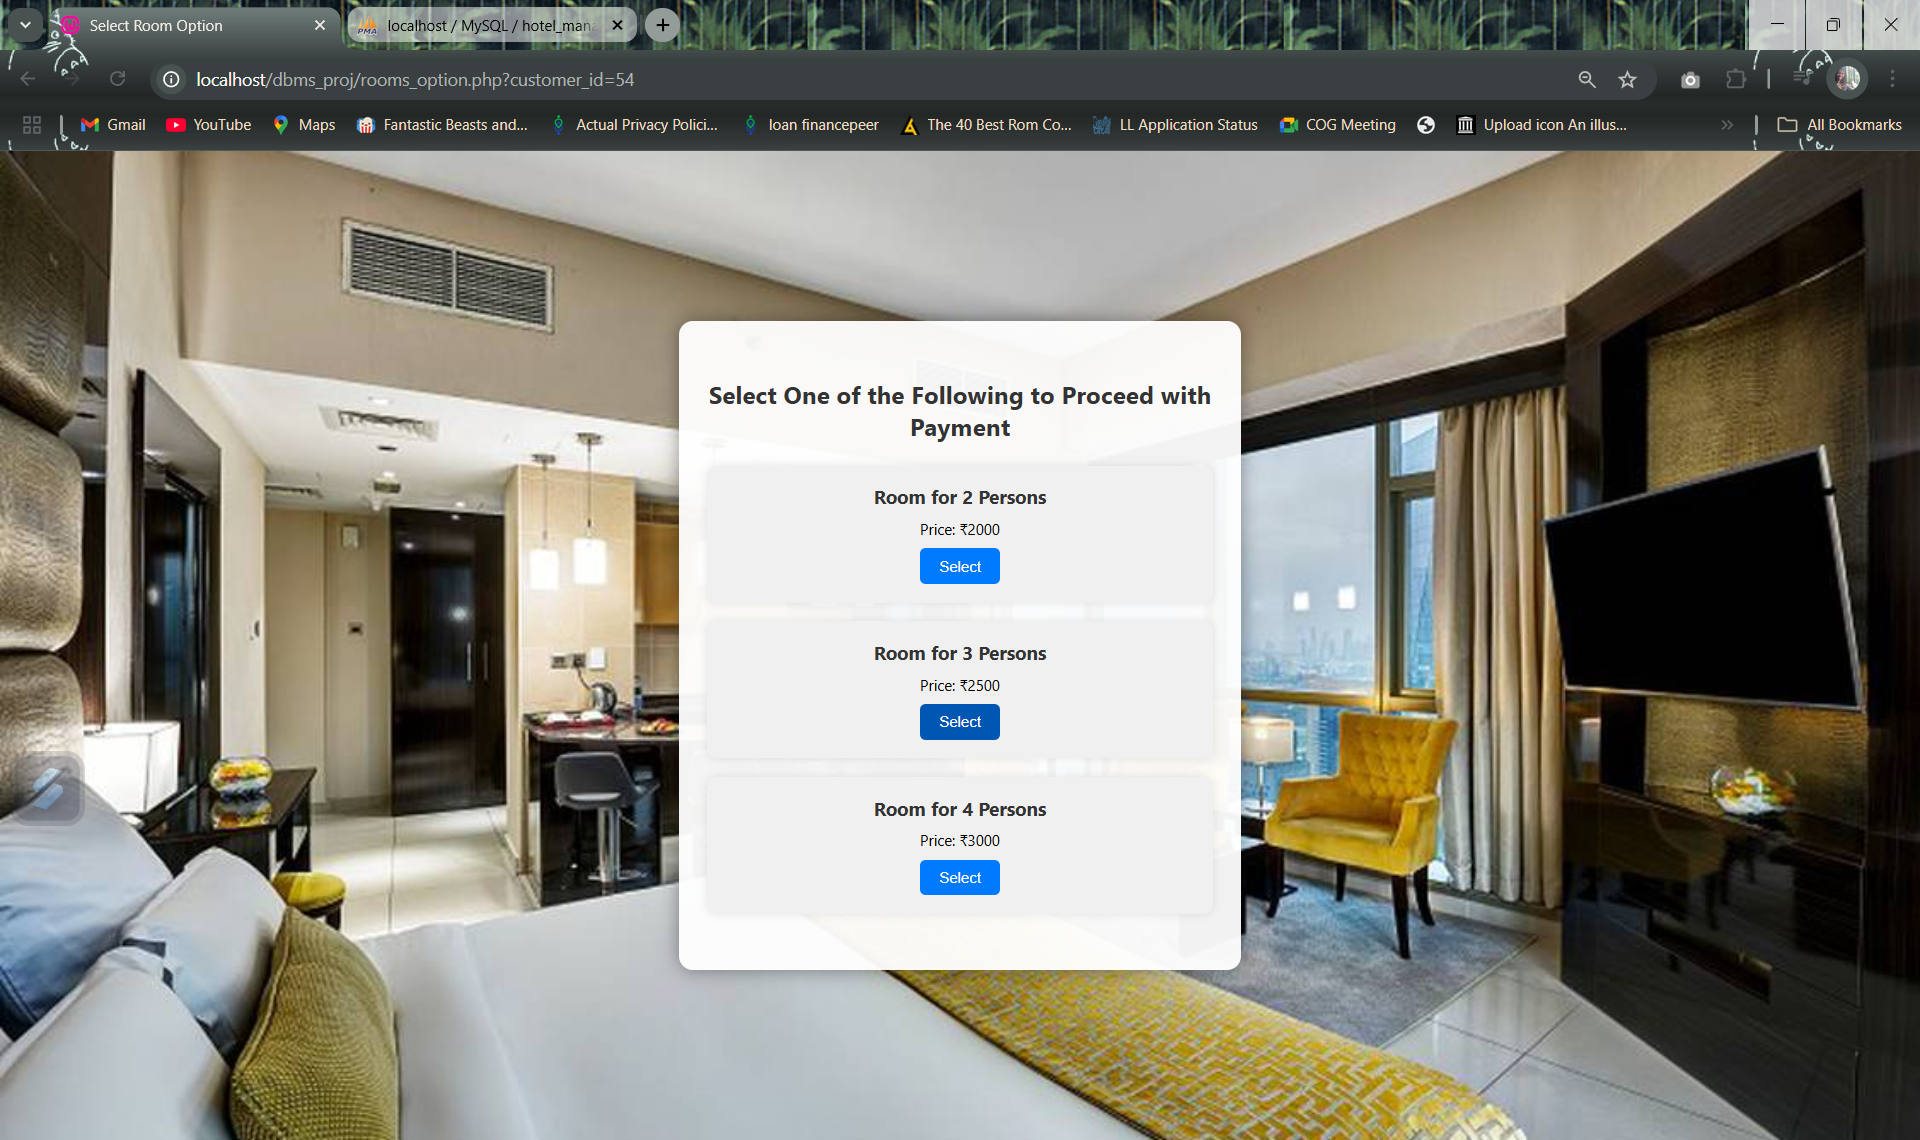 Select Room Option
localhost / MySQL / hotel_mana
localhost/dbms_proj/rooms_option.php?customer_id=54
Gmail
YouTube
Maps
Fantastic Beasts and...
Actual Privacy Polici...
loan financepeer
The 40 Best Rom Co...
LL Application Status
COG Meeting
Upload icon An illus...
All Bookmarks
Select One of the Following to Proceed with
Payment
Room for 2 Persons
Price: ₹2000
Select
Room for 3 Persons
Price: ₹2500
Select
Room for 4 Persons
Price: ₹3000
Select